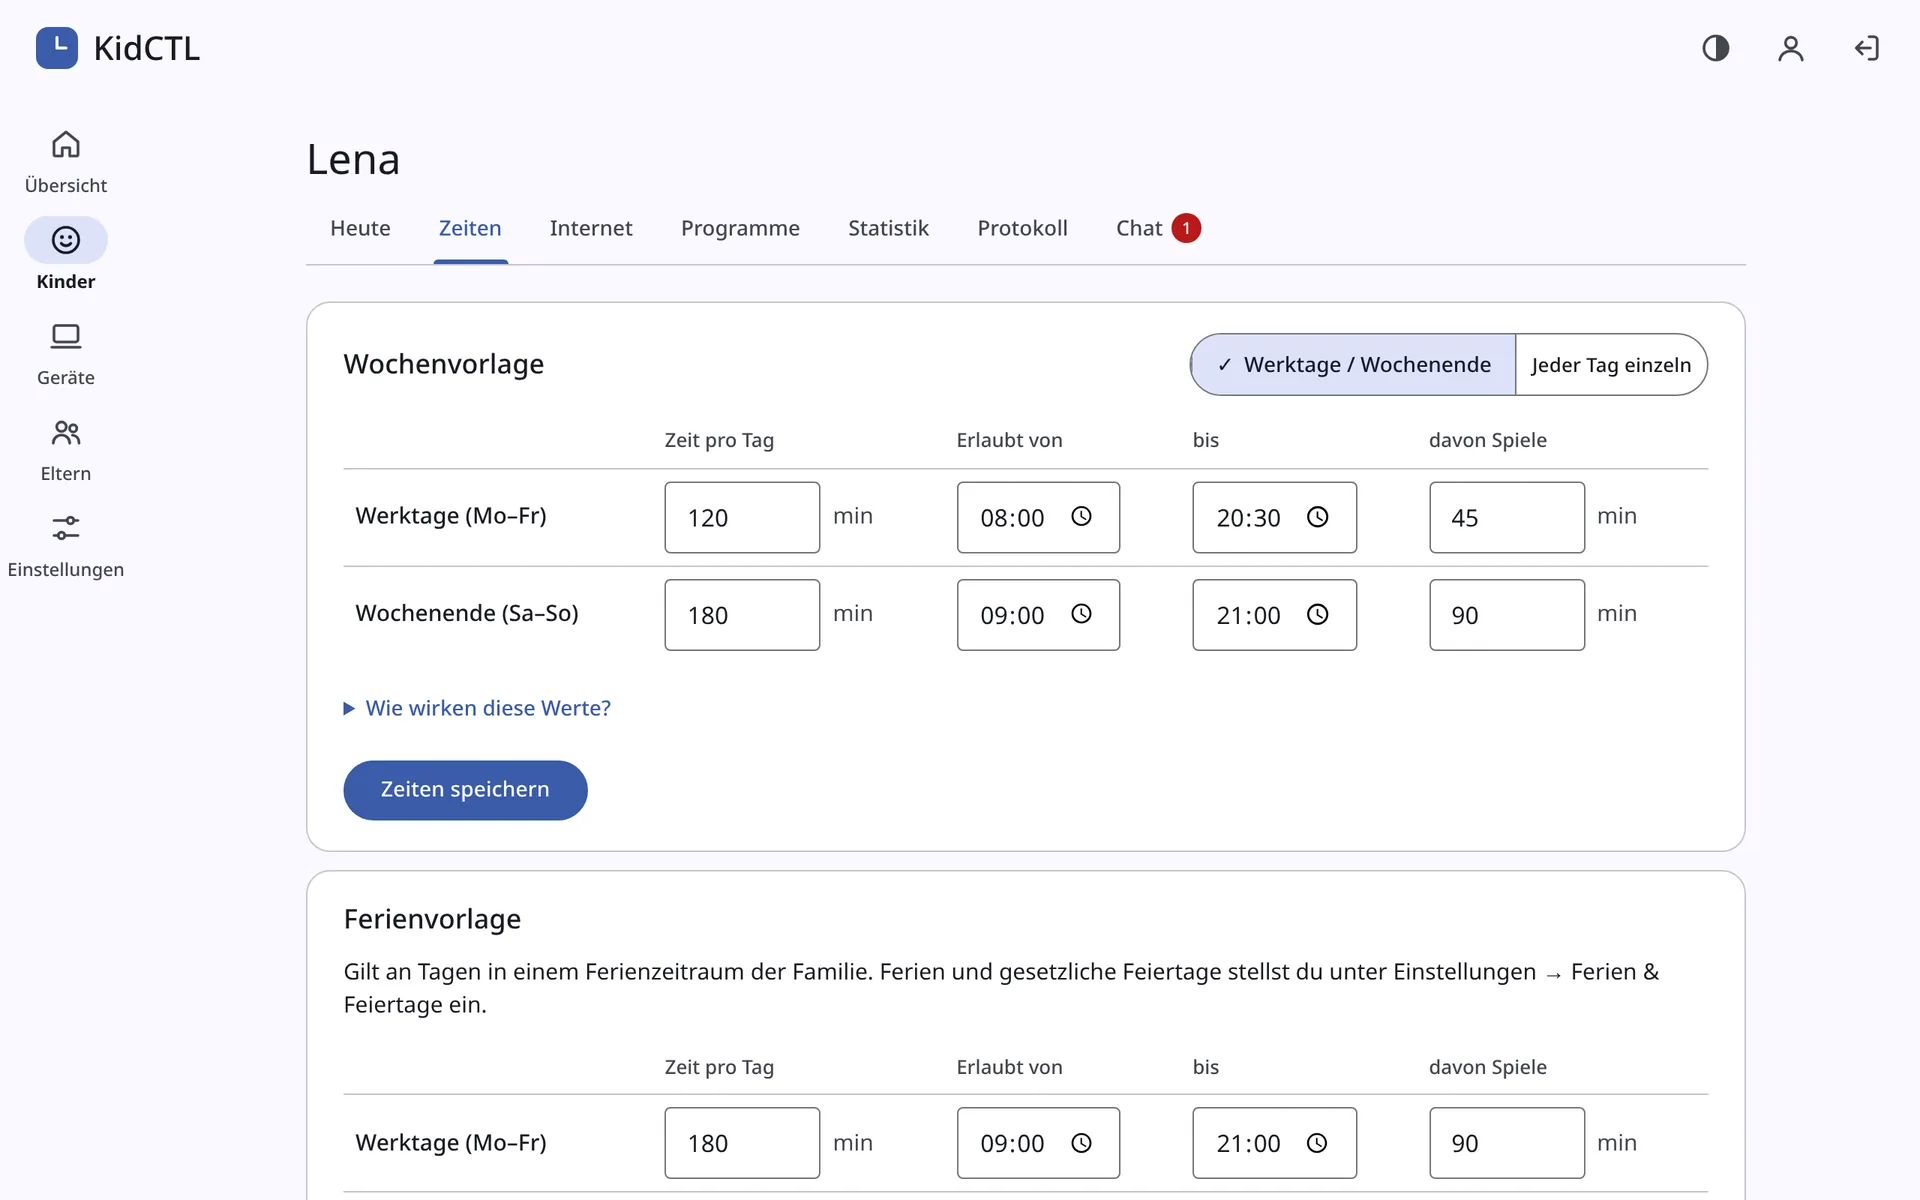 KidCTL
Übersicht
Kinder
Geräte
Eltern
Einstellungen
Lena
Heute Zeiten Internet Programme Statistik Protokoll Chat 1
Wochenvorlage ✓ Werktage / Wochenende Jeder Tag einzeln
Zeit pro Tag Erlaubt von bis davon Spiele
Werktage (Mo–Fr) 120 min 08:00 20:30 45 min
Wochenende (Sa–So) 180 min 09:00 21:00 90 min
▶ Wie wirken diese Werte?
Zeiten speichern
Ferienvorlage
Gilt an Tagen in einem Ferienzeitraum der Familie. Ferien und gesetzliche Feiertage stellst du unter Einstellungen → Ferien &
Feiertage ein.
Zeit pro Tag Erlaubt von bis davon Spiele
Werktage (Mo–Fr) 180 min 09:00 21:00 90 min